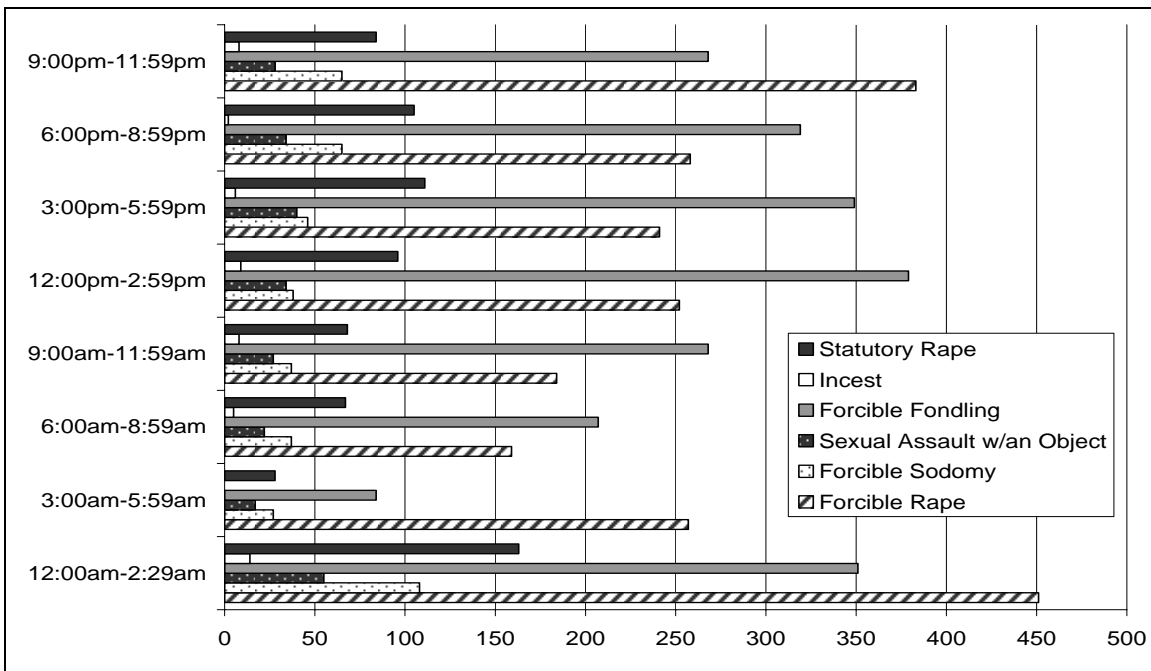 9:00pm-11:59pm
6:00pm-8:59pm
3:00pm-5:59pm
12:00pm-2:59pm
9:00am-11:59am
6:00am-8:59am
3:00am-5:59am
12:00am-2:29am
Statutory Rape
Incest
Forcible Fondling
Sexual Assault w/an Object
Forcible Sodomy
Forcible Rape
0 50 100 150 200 250 300 350 400 450 500